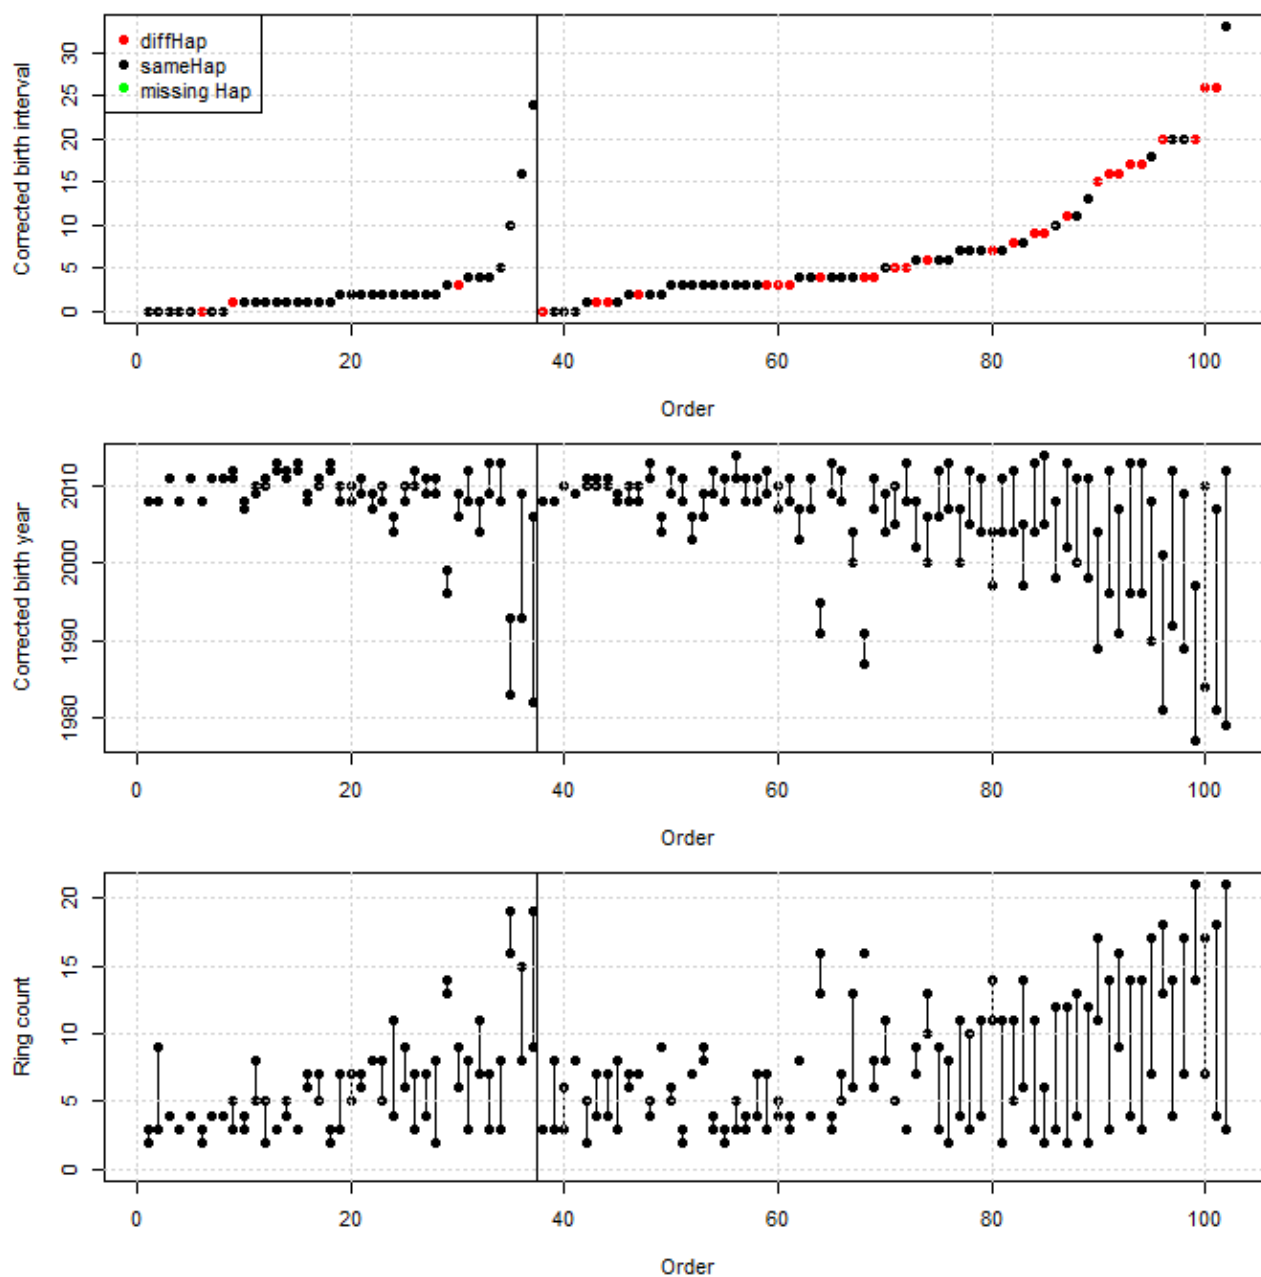 diffHap
sameHap
missing Hap
Corrected birth interval
30
25
20
15
10
5
0
0 20 40 60 80 100
Order
Corrected birth year
2010
2000
1990
1980
0 20 40 60 80 100
Order
Ring count
20
15
10
5
0
0 20 40 60 80 100
Order